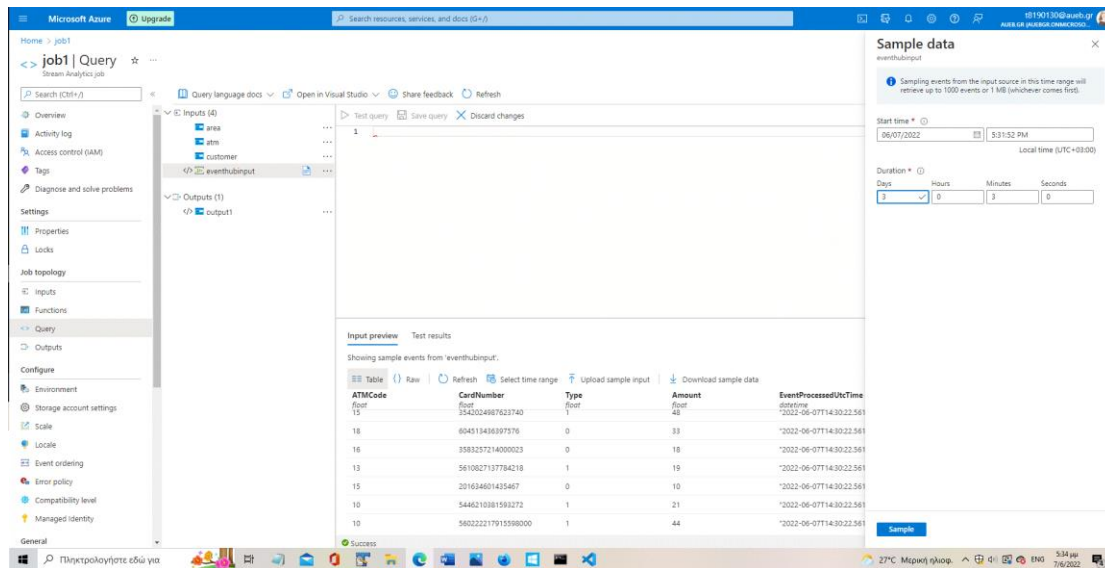 Microsoft Azure
Upgrade
Search resources, services, and docs (G+/)
t8190130@aueb.gr
AUEB.GR (AUEBGR.ONMICROSO...
Home > job1
<> job1 | Query ☆ ...
Stream Analytics job
Search (Ctrl+/)
Overview
Activity log
Access control (IAM)
Tags
Diagnose and solve problems
Settings
Properties
Locks
Job topology
Inputs
Functions
Query
Outputs
Configure
Environment
Storage account settings
Scale
Locale
Event ordering
Error policy
Compatibility level
Managed Identity
General
Query language docs
Open in Visual Studio
Share feedback
Refresh
Inputs (4)
area
atm
customer
eventhubinput
Outputs (1)
output1
Test query
Save query
Discard changes
1
Input preview
Test results
Showing sample events from 'eventhubinput'.
Table
Raw
Refresh
Select time range
Upload sample input
Download sample data
ATMCode CardNumber Type Amount EventProcessedUtcTime
float float float float datetime
15 3542024987623740 1 48 "2022-06-07T14:30:22.561
18 604513436397576 0 33 "2022-06-07T14:30:22.561
16 3583257214000023 0 18 "2022-06-07T14:30:22.561
13 5610827137784218 1 19 "2022-06-07T14:30:22.561
15 201634601435467 0 10 "2022-06-07T14:30:22.561
10 5446210381593272 1 21 "2022-06-07T14:30:22.561
10 560222217915598000 1 44 "2022-06-07T14:30:22.561
Success
Sample data
eventhubinput
Sampling events from the input source in this time range will
retrieve up to 1000 events or 1 MB (whichever comes first).
Start time *
06/07/2022 5:31:52 PM
Local time (UTC+03:00)
Duration *
Days Hours Minutes Seconds
3 0 3 0
Sample
Πληκτρολογήστε εδώ για
27°C Μερική ηλιοφ.
ENG
5:34 μμ
7/6/2022